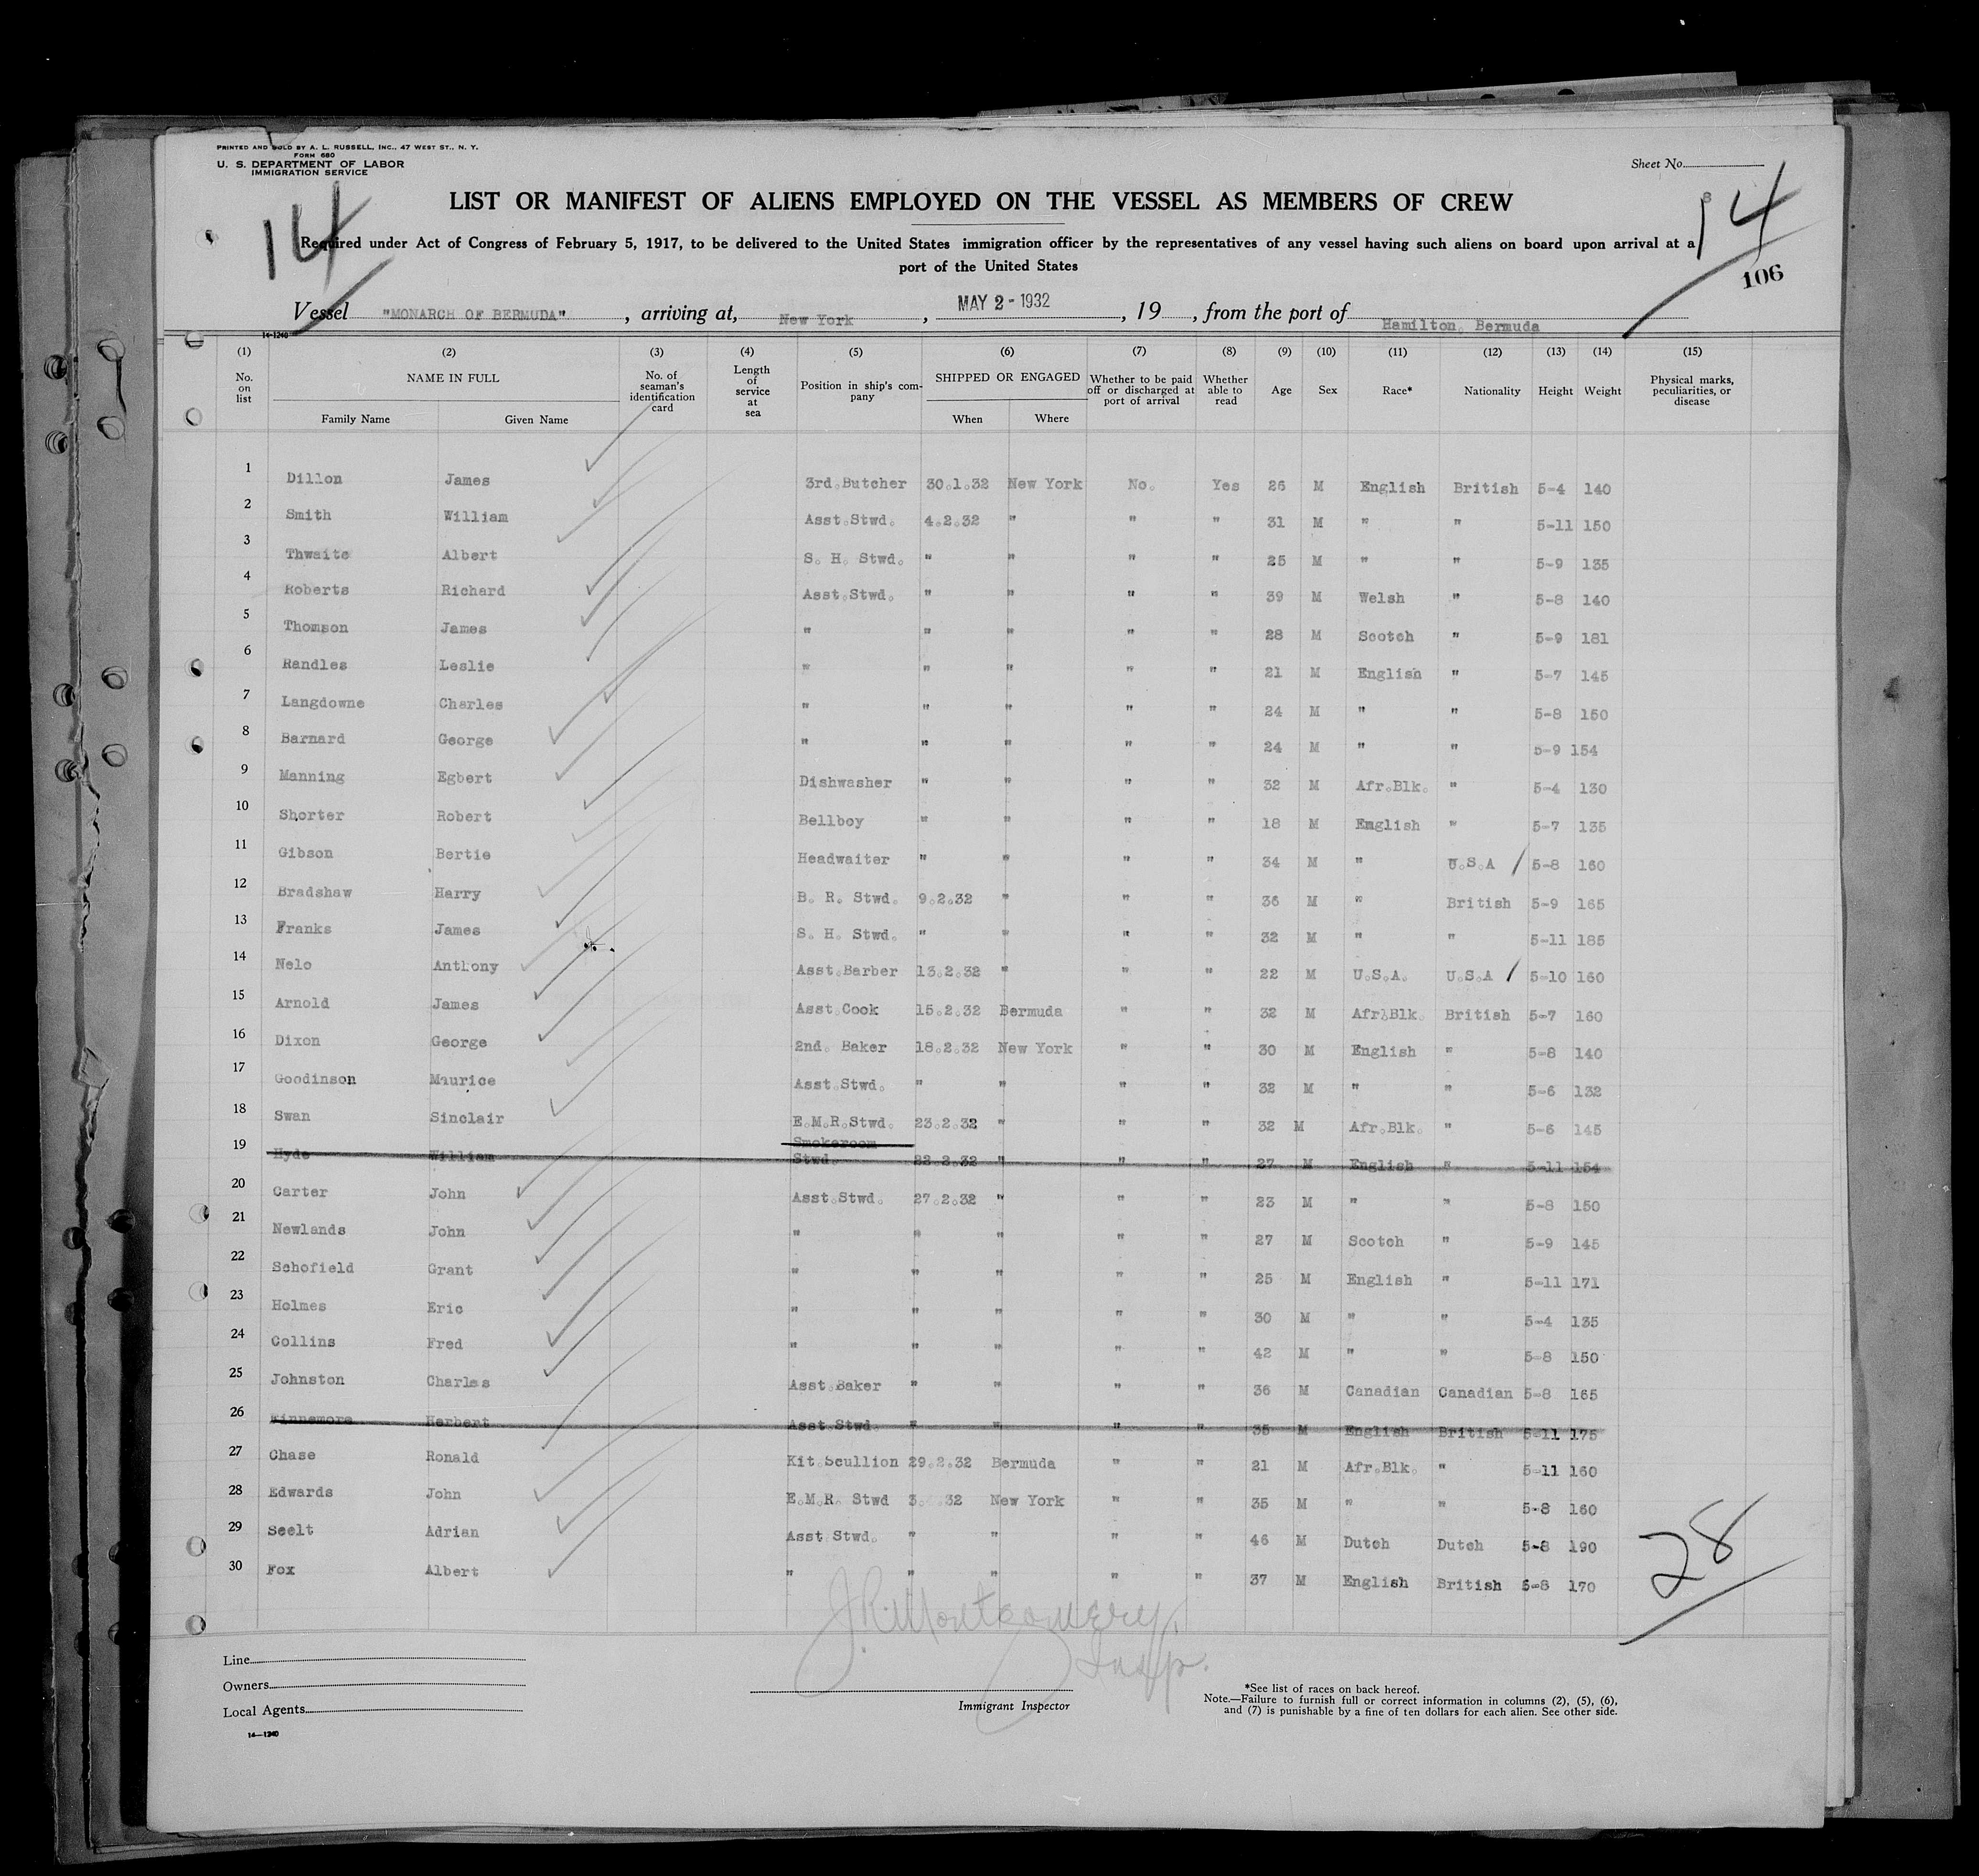 PRINTED AND SOLD BY A. L. RUSSELL, INC., 47 WEST ST., N. Y.
FORM 680
U. S. DEPARTMENT OF LABOR
IMMIGRATION SERVICE
Sheet No.
14
14
LIST OR MANIFEST OF ALIENS EMPLOYED ON THE VESSEL AS MEMBERS OF CREW
Required under Act of Congress of February 5, 1917, to be delivered to the United States immigration officer by the representatives of any vessel having such aliens on board upon arrival at a
port of the United States
106
Vessel "MONARCH OF BERMUDA", arriving at, New York, MAY 2 - 1932, 19, from the port of Hamilton. Bermuda
14-1240
(1) (2) (3) (4) (5) (6) (7) (8) (9) (10) (11) (12) (13) (14) (15)
No. on list NAME IN FULL No. of seaman's identification card Length of service at sea Position in ship's company SHIPPED OR ENGAGED Whether to be paid off or discharged at port of arrival Whether able to read Age Sex Race* Nationality Height Weight Physical marks, peculiarities, or disease
Family Name Given Name When Where
1 Dillon James 3rd.Butcher 30.1.32 New York No. Yes 26 M English British 5-4 140
2 Smith William Asst.Stwd. 4.2.32 " " " 31 M " " 5-11 150
3 Thwaite Albert S. H. Stwd. " " " " 25 M " " 5-9 135
4 Roberts Richard Asst.Stwd. " " " " 39 M Welsh " 5-8 140
5 Thomson James " " " " " 28 M Scotch " 5-9 181
6 Randles Leslie " " " " " 21 M English " 5-7 145
7 Langdowne Charles " " " " " 24 M " " 5-8 150
8 Barnard George " " " " " 24 M " " 5-9 154
9 Manning Egbert Dishwasher " " " " 32 M Afr.Blk. " 5-4 130
10 Shorter Robert Bellboy " " " " 18 M English " 5-7 135
11 Gibson Bertie Headwaiter " " " " 34 M " U.S.A / 5-8 160
12 Bradshaw Harry B. R. Stwd. 9.2.32 " " " 36 M " British 5-9 165
13 Franks James S. H. Stwd. " " " " 32 M " " 5-11 185
14 Nelo Anthony Asst.Barber 13.2.32 " " " 22 M U.S.A. U.S.A / 5-10 160
15 Arnold James Asst.Cook 15.2.32 Bermuda " " 32 M Afr.Blk. British 5-7 160
16 Dixon George 2nd. Baker 18.2.32 New York " " 30 M English " 5-8 140
17 Goodinson Maurice Asst.Stwd. " " " " 32 M " " 5-6 132
18 Swan Sinclair E.M.R.Stwd. 23.2.32 " " " 32 M Afr.Blk. " 5-6 145
19 Hyde William Smokeroom Stwd. 23.2.32 " " " 27 M English " 5-11 154
20 Carter John Asst.Stwd. 27.2.32 " " " 23 M " " 5-8 150
21 Newlands John " " " " " 27 M Scotch " 5-9 145
22 Schofield Grant " " " " " 25 M English " 5-11 171
23 Holmes Eric " " " " " 30 M " " 5-4 135
24 Collins Fred " " " " " 42 M " " 5-8 150
25 Johnston Charles Asst.Baker " " " " 36 M Canadian Canadian 5-8 165
26 Kinnamore Herbert Asst.Stwd. " " " " 35 M English British 5-11 175
27 Chase Ronald Kit.Scullion 29.2.32 Bermuda " " 21 M Afr.Blk. " 5-11 160
28 Edwards John E.M.R. Stwd 3. 32 New York " " 35 M " " 5-8 160
29 Seelt Adrian Asst Stwd. " " " " 46 M Dutch Dutch 5-8 190
30 Fox Albert " " " " " 37 M English British 5-8 170
28
J.R. Montgomery
Insp.
Line
Owners
Local Agents
14-1240
Immigrant Inspector
*See list of races on back hereof.
Note.—Failure to furnish full or correct information in columns (2), (5), (6),
and (7) is punishable by a fine of ten dollars for each alien. See other side.